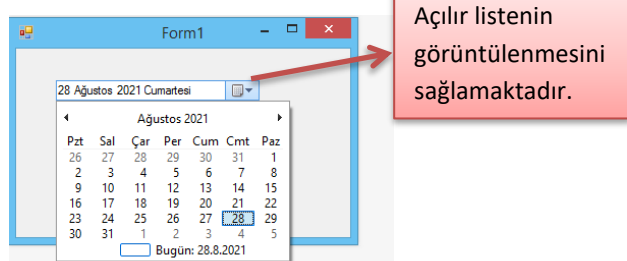 Form1
Açılır listenin
görüntülenmesini
sağlamaktadır.
28 Ağustos 2021 Cumartesi
Ağustos 2021
Pzt Sal Çar Per Cum Cmt Paz
26 27 28 29 30 31 1
2 3 4 5 6 7 8
9 10 11 12 13 14 15
16 17 18 19 20 21 22
23 24 25 26 27 28 29
30 31 1 2 3 4 5
Bugün: 28.8.2021